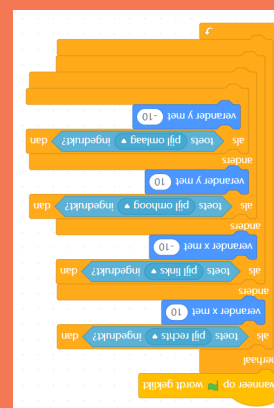 wanneer op wordt geklikt
herhaal
als toets pijl rechts ▾ ingedrukt? dan
verander x met 10
anders
als toets pijl links ▾ ingedrukt? dan
verander x met -10
anders
als toets pijl omhoog ▾ ingedrukt? dan
verander y met 10
anders
als toets pijl omlaag ▾ ingedrukt? dan
verander y met -10